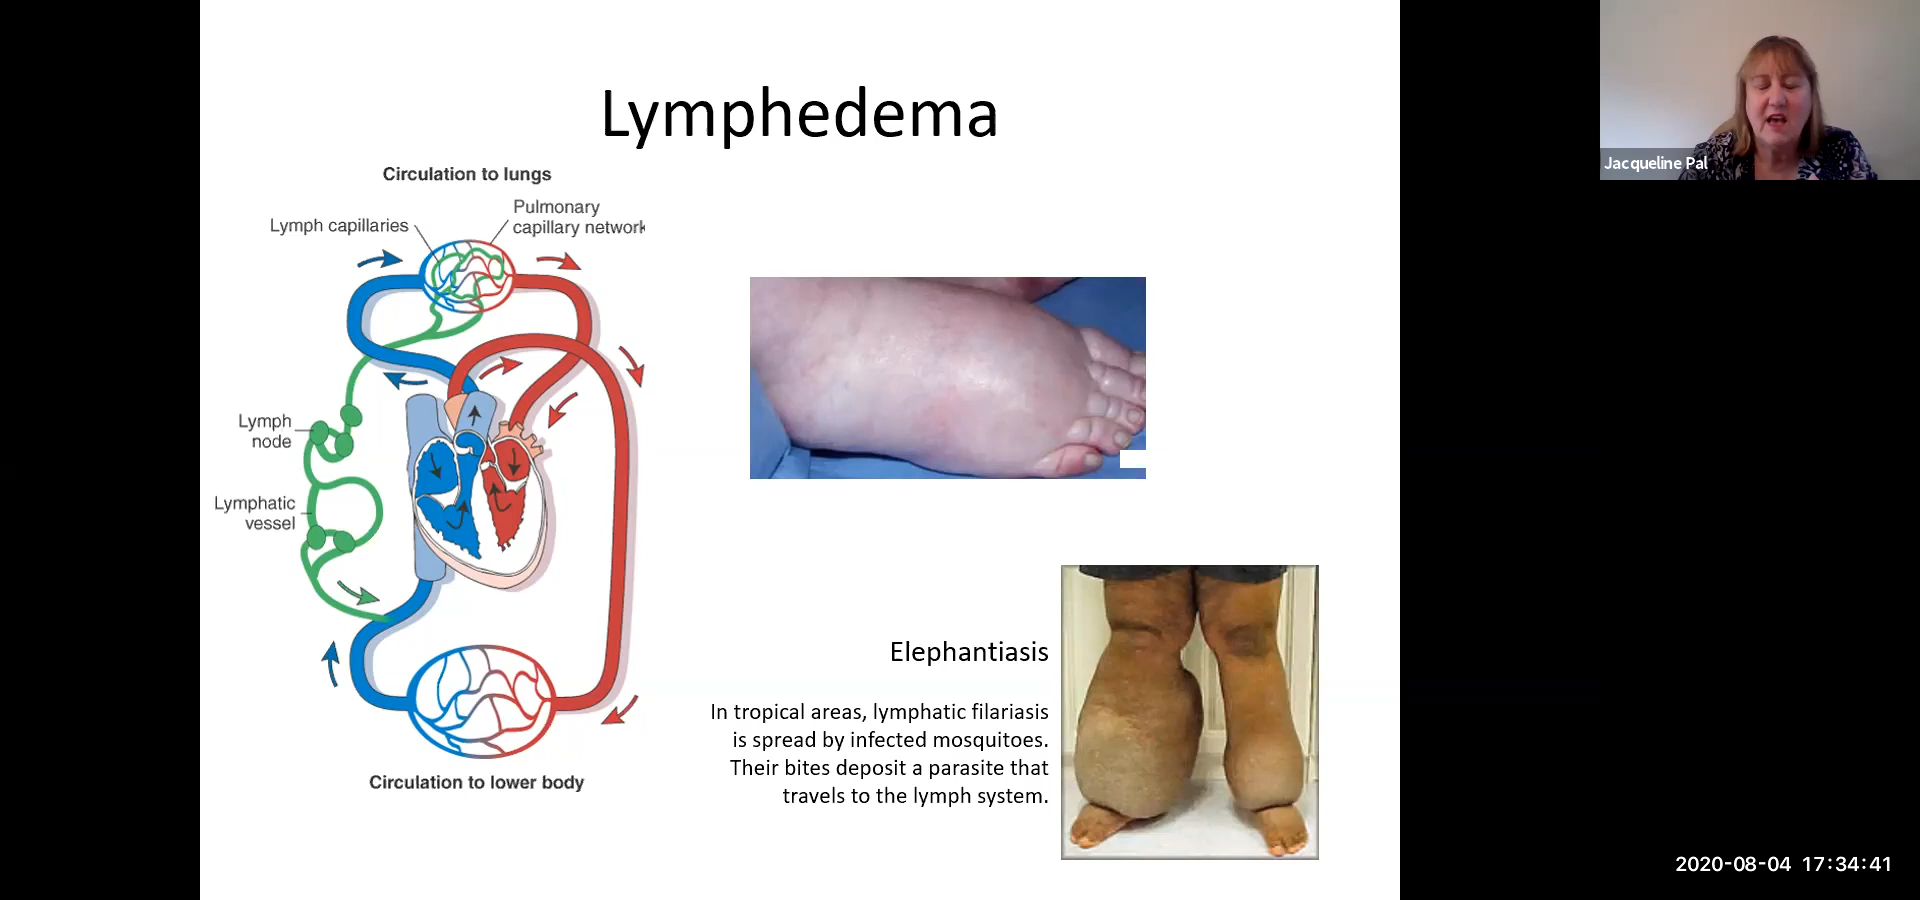 Lymphedema
Circulation to lungs
Lymph capillaries
Pulmonary
capillary network
Lymph
node
Lymphatic
vessel
Circulation to lower body
Elephantiasis
In tropical areas, lymphatic filariasis
is spread by infected mosquitoes.
Their bites deposit a parasite that
travels to the lymph system.
Jacqueline Pal
2020-08-04 17:34:41